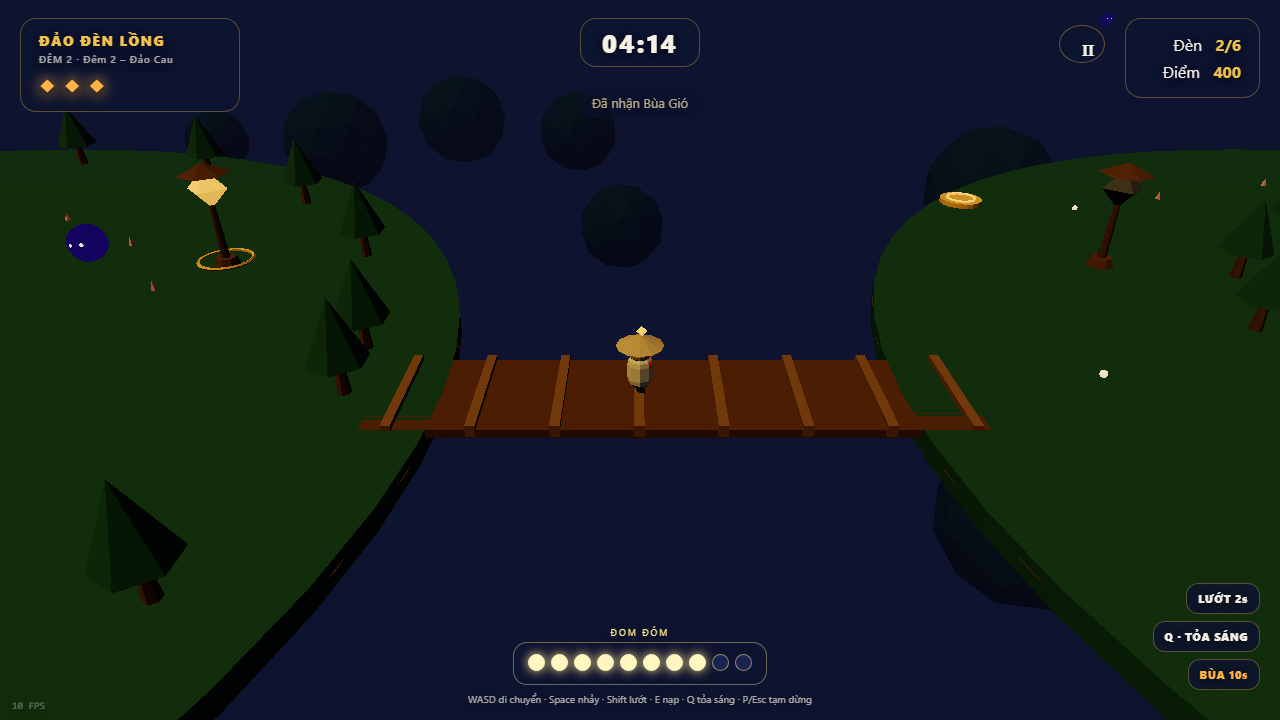 ĐẢO ĐÈN LỒNG
ĐÊM 2 · Đêm 2 – Đảo Cau
04:14
Đã nhận Bùa Gió
II
Đèn 2/6
Điểm 400
LƯỚT 2s
Q · TỎA SÁNG
BÙA 10s
ĐOM ĐÓM
WASD di chuyển · Space nhảy · Shift lướt · E nạp · Q tỏa sáng · P/Esc tạm dừng
10 FPS